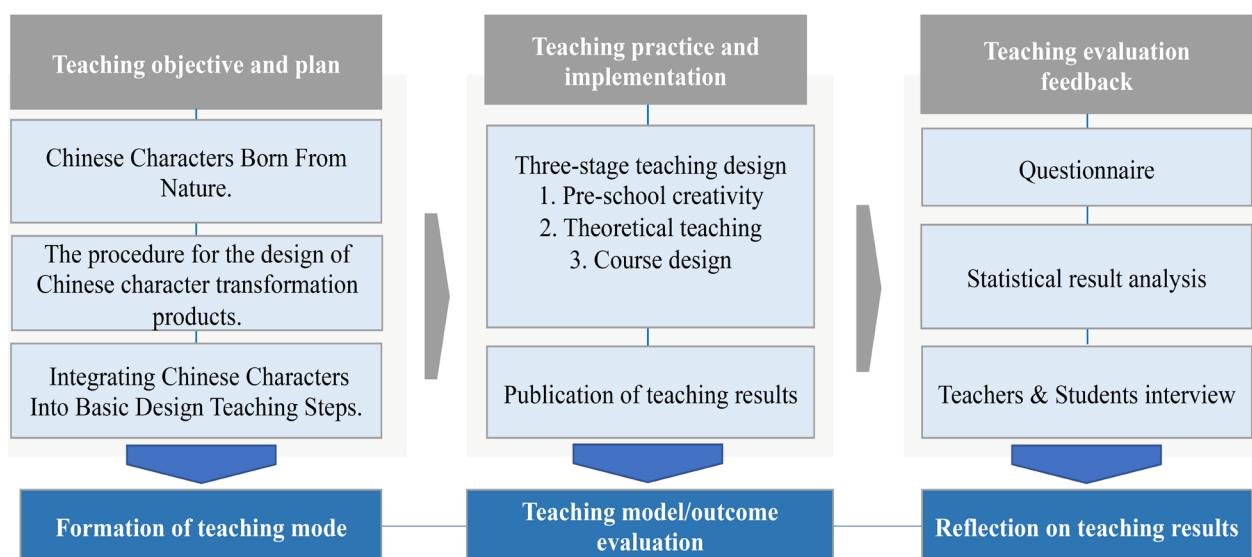 Teaching objective and plan
Chinese Characters Born From
Nature.
The procedure for the design of
Chinese character transformation
products.
Integrating Chinese Characters
Into Basic Design Teaching Steps.
Formation of teaching mode
Teaching practice and
implementation
Three-stage teaching design
1. Pre-school creativity
2. Theoretical teaching
3. Course design
Publication of teaching results
Teaching model/outcome
evaluation
Teaching evaluation
feedback
Questionnaire
Statistical result analysis
Teachers & Students interview
Reflection on teaching results